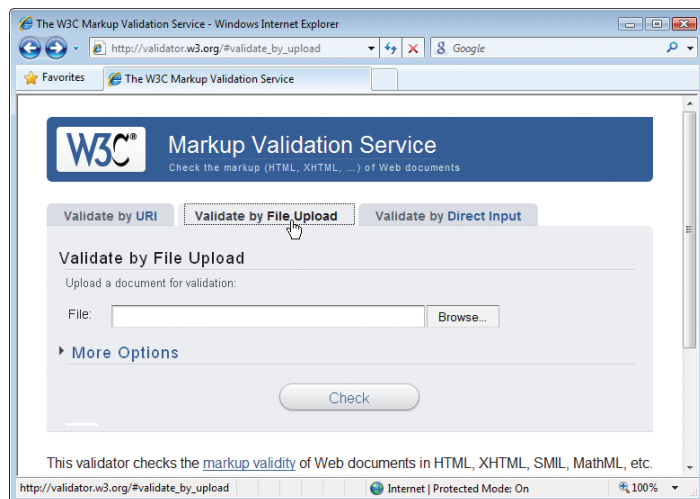 The W3C Markup Validation Service - Windows Internet Explorer
http://validator.w3.org/#validate_by_upload
Google
Favorites
The W3C Markup Validation Service
W3C®
Markup Validation Service
Check the markup (HTML, XHTML, ...) of Web documents
Validate by URI
Validate by File Upload
Validate by Direct Input
Validate by File Upload
Upload a document for validation:
File:
Browse...
More Options
Check
This validator checks the markup validity of Web documents in HTML, XHTML, SMIL, MathML, etc.
http://validator.w3.org/#validate_by_upload
Internet | Protected Mode: On
100%